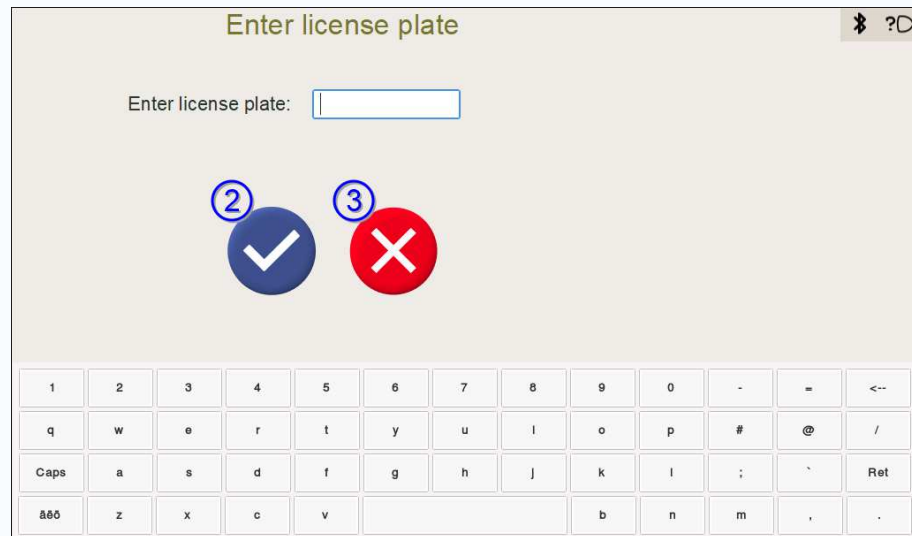 Enter license plate
?
Enter license plate:
2 3
1 2 3 4 5 6 7 8 9 0 - = <--
q w e r t y u I o p # @ /
Caps a s d f g h j k l ; ` Ret
äëö z x c v b n m , .